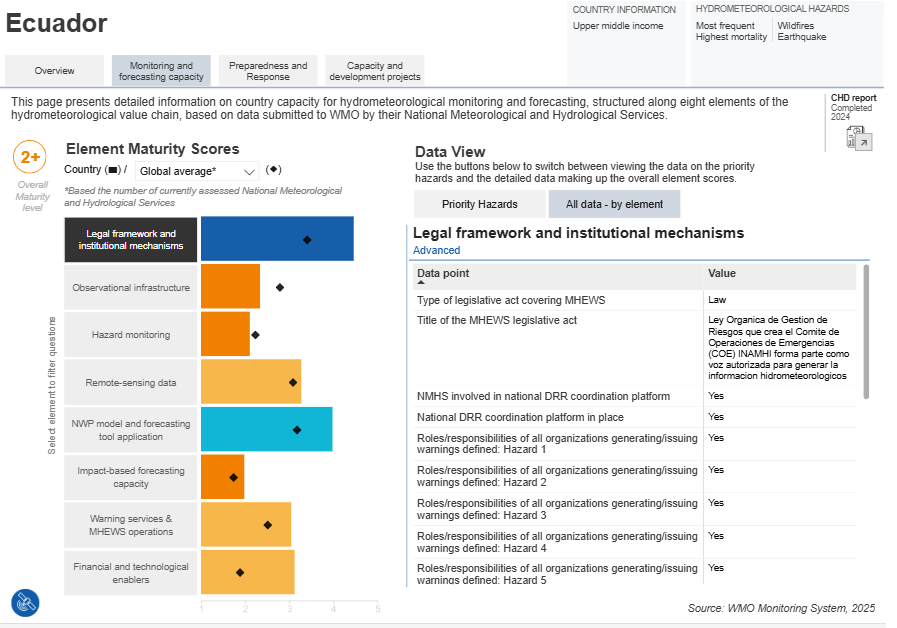 Ecuador
COUNTRY INFORMATION
Upper middle income
HYDROMETEOROLOGICAL HAZARDS
Most frequent
Highest mortality
Wildfires
Earthquake
Overview
Monitoring and
forecasting capacity
Preparedness and
Response
Capacity and
development projects
This page presents detailed information on country capacity for hydrometeorological monitoring and forecasting, structured along eight elements of the
hydrometeorological value chain, based on data submitted to WMO by their National Meteorological and Hydrological Services.
CHD report
Completed
2024
2+
Overall
Maturity
level
Element Maturity Scores
Country (■) / Global average* (◆)
*Based the number of currently assessed National Meteorological
and Hydrological Services
Select element to filter questions
Legal framework and
institutional mechanisms
Observational infrastructure
Hazard monitoring
Remote-sensing data
NWP model and forecasting
tool application
Impact-based forecasting
capacity
Warning services &
MHEWS operations
Financial and technological
enablers
1 2 3 4 5
Data View
Use the buttons below to switch between viewing the data on the priority
hazards and the detailed data making up the overall element scores.
Priority Hazards
All data - by element
Legal framework and institutional mechanisms
Advanced
Data point Value
Type of legislative act covering MHEWS Law
Title of the MHEWS legislative act Ley Organica de Gestion de
Riesgos que crea el Comite de
Operaciones de Emergencias
(COE) INAMHI forma parte como
voz autorizada para generar la
informacion hidrometeorologicos
NMHS involved in national DRR coordination platform Yes
National DRR coordination platform in place Yes
Roles/responsibilities of all organizations generating/issuing Yes
warnings defined: Hazard 1
Roles/responsibilities of all organizations generating/issuing Yes
warnings defined: Hazard 2
Roles/responsibilities of all organizations generating/issuing Yes
warnings defined: Hazard 3
Roles/responsibilities of all organizations generating/issuing Yes
warnings defined: Hazard 4
Roles/responsibilities of all organizations generating/issuing Yes
warnings defined: Hazard 5
Source: WMO Monitoring System, 2025